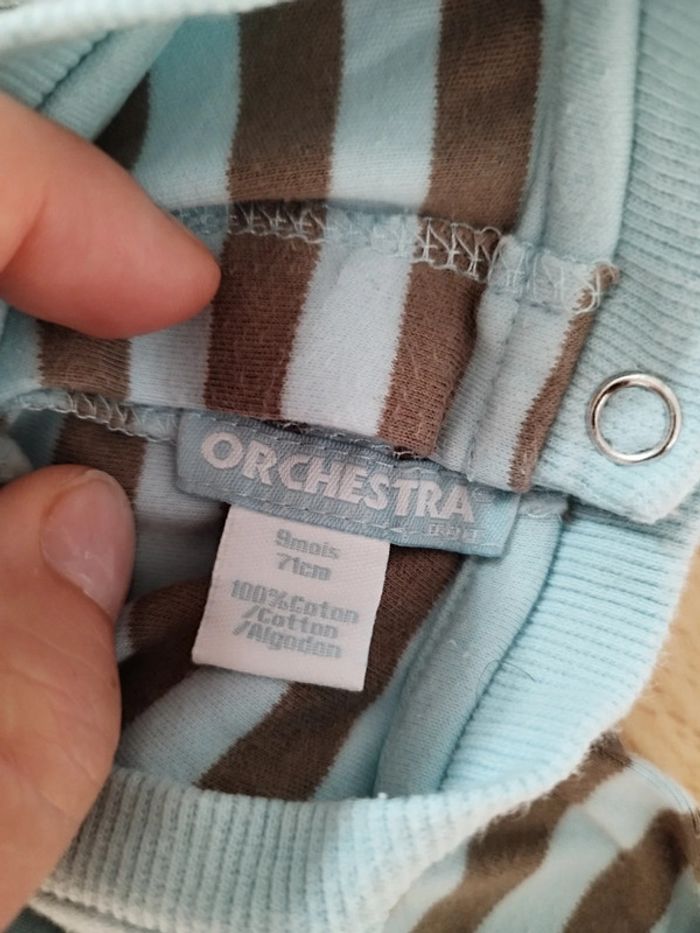 ORCHESTRA
9mois
71cm
100%Coton
/Cotton
/Algodon